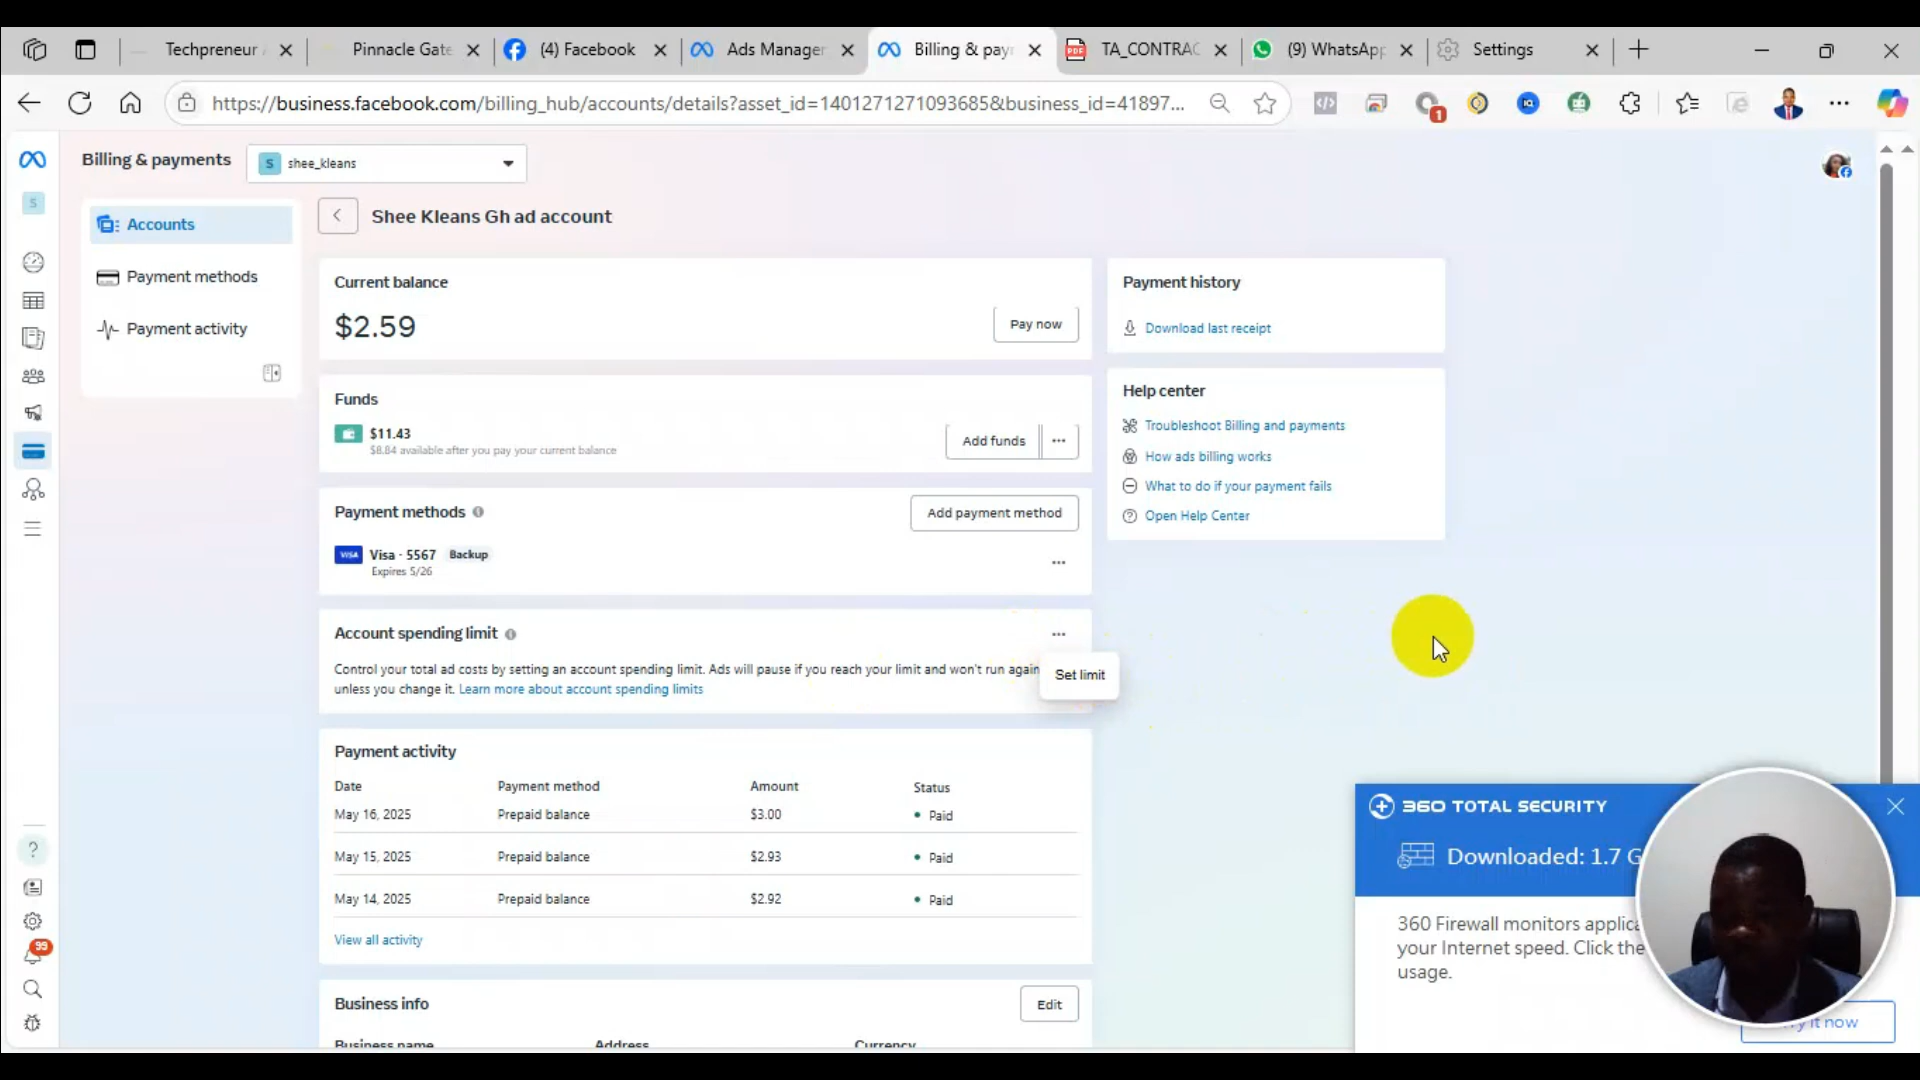 Techpreneur
Pinnacle Gate
(4) Facebook
Ads Manager
Billing & pay
TA_CONTRAC
(9) WhatsApp
Settings
https://business.facebook.com/billing_hub/accounts/details?asset_id=1401271271093685&business_id=41897...
1
Billing & payments
S
shee_kleans
S
Accounts
Payment methods
Payment activity
Shee Kleans Gh ad account
Current balance
$2.59
Pay now
Funds
$11.43
$8.84 available after you pay your current balance
Add funds
Payment methods
Add payment method
VISA
Visa · 5567
Backup
Expires 5/26
Account spending limit
Control your total ad costs by setting an account spending limit. Ads will pause if you reach your limit and won't run again
unless you change it. Learn more about account spending limits
Set limit
Payment activity
Date
Payment method
Amount
Status
May 16, 2025
Prepaid balance
$3.00
Paid
May 15, 2025
Prepaid balance
$2.93
Paid
May 14, 2025
Prepaid balance
$2.92
Paid
View all activity
Business info
Edit
Business name
Address
Currency
Payment history
Download last receipt
Help center
Troubleshoot Billing and payments
How ads billing works
What to do if your payment fails
Open Help Center
99
360 TOTAL SECURITY
Downloaded: 1.7 G
360 Firewall monitors applica
your Internet speed. Click the
usage.
it now